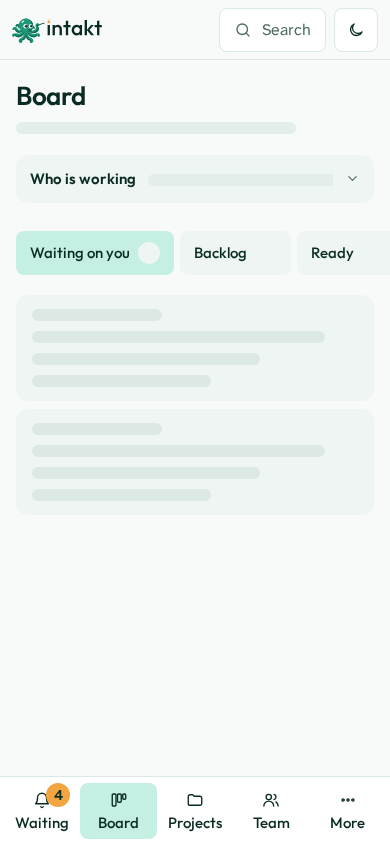 intakt
Search
Board
Who is working
Waiting on you
Backlog
Ready
4
Waiting
Board
Projects
Team
More